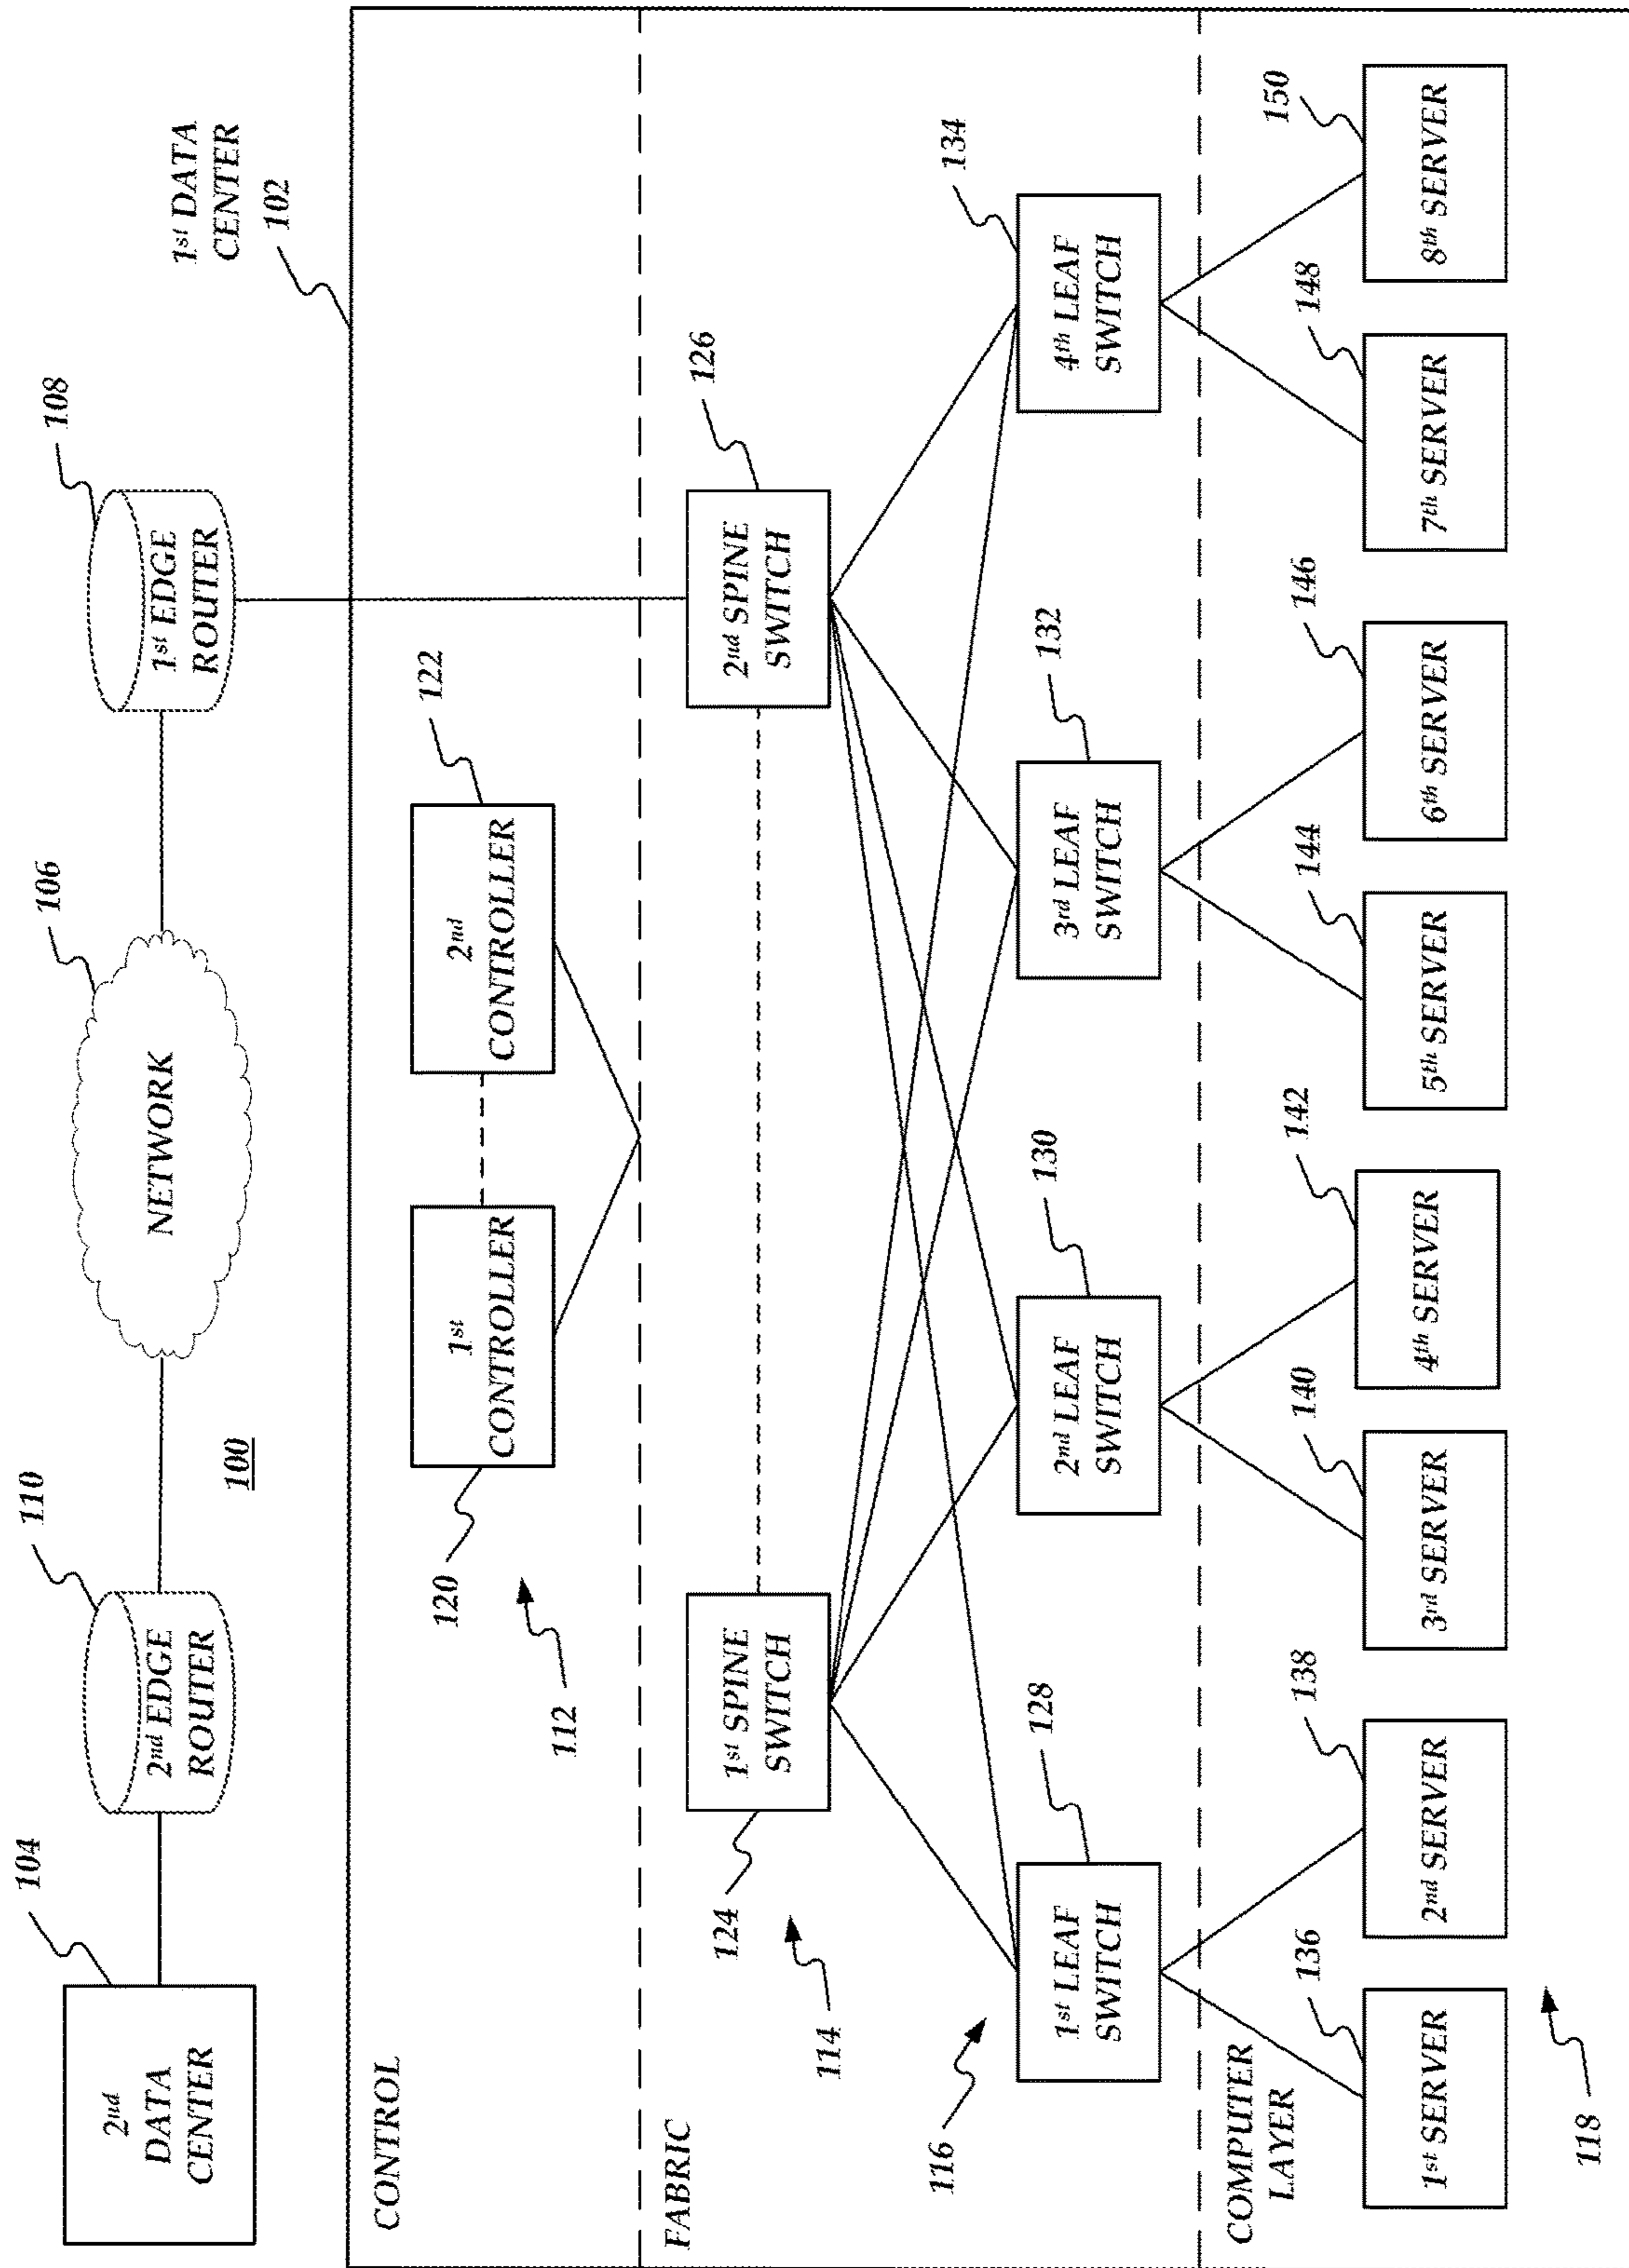 104
2nd
DATA
CENTER
110
2nd EDGE
ROUTER
100
106
NETWORK
108
1st EDGE
ROUTER
1st DATA
CENTER
102
CONTROL
120
1st
CONTROLLER
122
2nd
CONTROLLER
112
FABRIC
124
1st SPINE
SWITCH
126
2nd SPINE
SWITCH
114
116
128
1st LEAF
SWITCH
130
2nd LEAF
SWITCH
132
3rd LEAF
SWITCH
134
4th LEAF
SWITCH
COMPUTER
LAYER
136
1st SERVER
138
2nd SERVER
140
3rd SERVER
142
4th SERVER
144
5th SERVER
146
6th SERVER
148
7th SERVER
150
8th SERVER
118